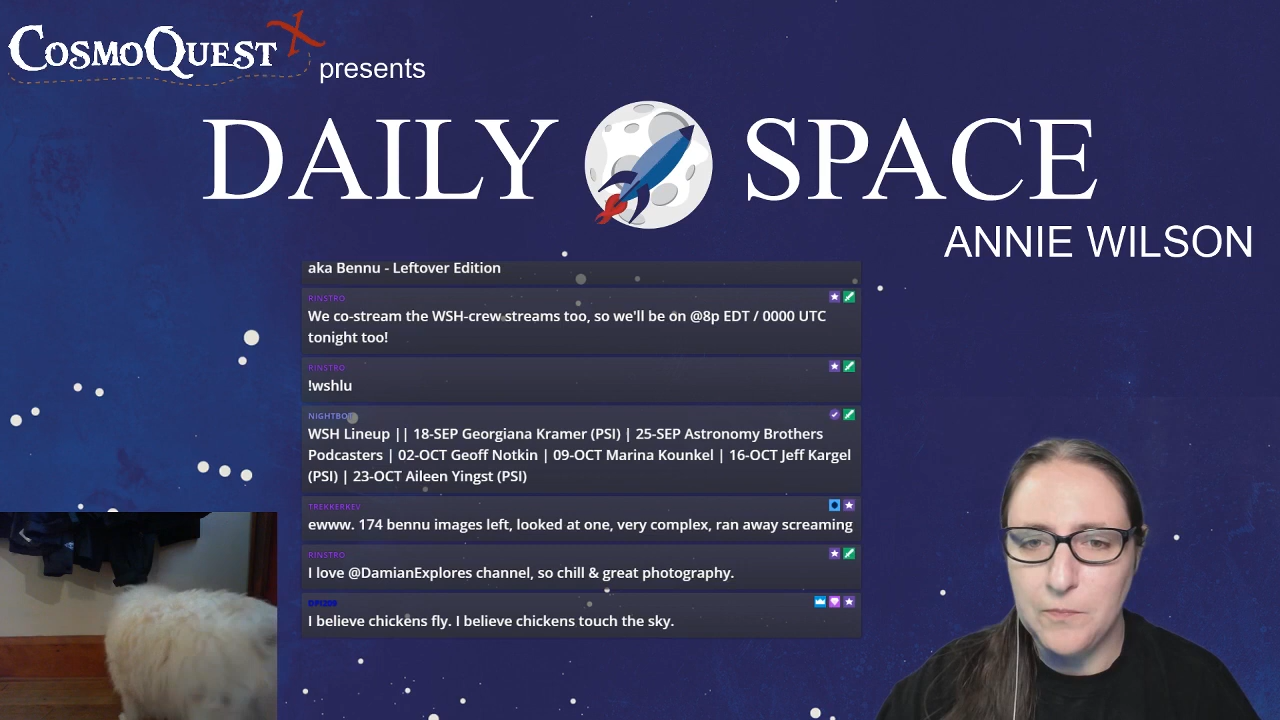 COSMOQUEST X
presents
DAILY SPACE
ANNIE WILSON
aka Bennu - Leftover Edition
RINSTRO
We co-stream the WSH-crew streams too, so we'll be on @8p EDT / 0000 UTC
tonight too!
RINSTRO
!wshlu
NIGHTBOT
WSH Lineup || 18-SEP Georgiana Kramer (PSI) | 25-SEP Astronomy Brothers
Podcasters | 02-OCT Geoff Notkin | 09-OCT Marina Kounkel | 16-OCT Jeff Kargel
(PSI) | 23-OCT Aileen Yingst (PSI)
TREKKERKEV
ewww. 174 bennu images left, looked at one, very complex, ran away screaming
RINSTRO
I love @DamianExplores channel, so chill & great photography.
I believe chickens fly. I believe chickens touch the sky.